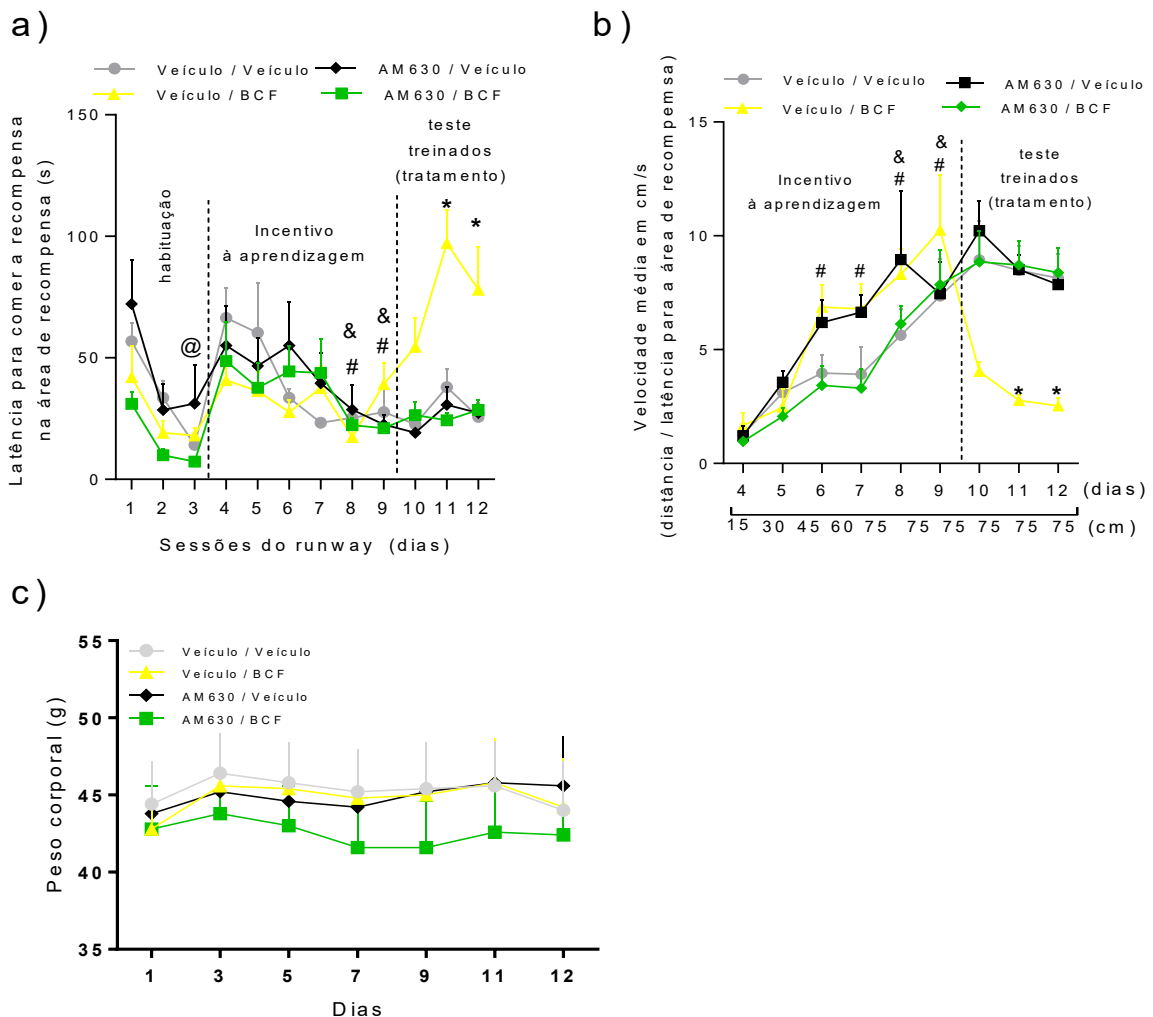 a)
Veículo / Veículo
AM630 / Veículo
Veículo / BCF
AM630 / BCF
Latência para comer a recompensa
na área de recompensa (s)
150
100
50
0
habituação
@
Incentivo
à aprendizagem
&
#
&
#
teste
treinados
(tratamento)
*
*
1 2 3 4 5 6 7 8 9 10 11 12
Sessões do runway (dias)
b)
Veículo / Veículo
AM630 / Veículo
Veículo / BCF
AM630 / BCF
Velocidade média em cm/s
(distância / latência para a área de recompensa)
15
10
5
0
Incentivo
à aprendizagem
#
#
&
#
&
#
teste
treinados
(tratamento)
*
*
4 5 6 7 8 9 10 11 12 (dias)
15 30 45 60 75 75 75 75 75 (cm)
c)
Veículo / Veículo
Veículo / BCF
AM630 / Veículo
AM630 / BCF
Peso corporal (g)
55
50
45
40
35
1 3 5 7 9 11 12
Dias